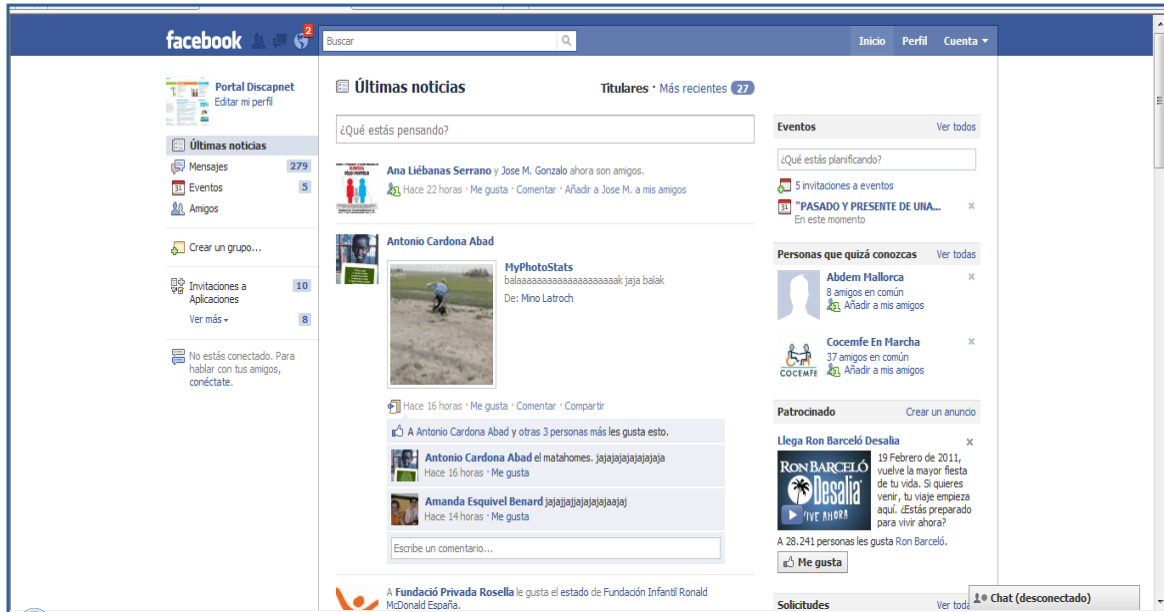 facebook
2
Buscar
Inicio Perfil Cuenta
Portal Discapnet
Editar mi perfil
Últimas noticias
Mensajes 279
Eventos 5
Amigos
Crear un grupo...
Invitaciones a 10
Aplicaciones
Ver más 8
No estás conectado. Para
hablar con tus amigos,
conéctate.
Últimas noticias
Titulares · Más recientes 27
¿Qué estás pensando?
Ana Liébanas Serrano y Jose M. Gonzalo ahora son amigos.
Hace 22 horas · Me gusta · Comentar · Añadir a Jose M. a mis amigos
Antonio Cardona Abad
MyPhotoStats
balaaaaaaaaaaaaaaaaaaaak jaja balak
De: Mino Latroch
Hace 16 horas · Me gusta · Comentar · Compartir
A Antonio Cardona Abad y otras 3 personas más les gusta esto.
Antonio Cardona Abad el matahomes. jajajajajajajajaja
Hace 16 horas · Me gusta
Amanda Esquivel Benard jajajjajjajajajajajaajaj
Hace 14 horas · Me gusta
Escribe un comentario...
A Fundació Privada Rosella le gusta el estado de Fundación Infantil Ronald
McDonald España.
Eventos Ver todos
¿Qué estás planificando?
5 invitaciones a eventos
31 "PASADO Y PRESENTE DE UNA...
En este momento
Personas que quizá conozcas Ver todas
Abdem Mallorca
8 amigos en común
Añadir a mis amigos
Cocemfe En Marcha
37 amigos en común
Añadir a mis amigos
COCEMFE
Patrocinado Crear un anuncio
Llega Ron Barceló Desalia
RON BARCELÓ
Desalia
VIVE AHORA
19 Febrero de 2011,
vuelve la mayor fiesta
de tu vida. Si quieres
venir, tu viaje empieza
aquí. ¿Estás preparado
para vivir ahora?
A 28.241 personas les gusta Ron Barceló.
Me gusta
Solicitudes Ver
Chat (desconectado)